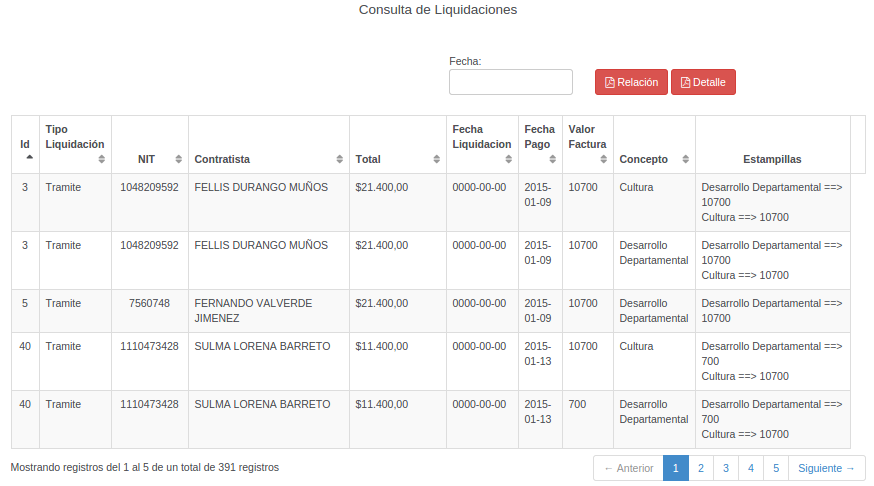 Consulta de Liquidaciones
Fecha:
Relación Detalle
Id Tipo Liquidación NIT Contratista Total Fecha Liquidacion Fecha Pago Valor Factura Concepto Estampillas
3 Tramite 1048209592 FELLIS DURANGO MUÑOS $21.400,00 0000-00-00 2015- 10700 Cultura Desarrollo Departamental ==>
01-09 10700
Cultura ==> 10700
3 Tramite 1048209592 FELLIS DURANGO MUÑOS $21.400,00 0000-00-00 2015- 10700 Desarrollo Desarrollo Departamental ==>
01-09 Departamental 10700
Cultura ==> 10700
5 Tramite 7560748 FERNANDO VALVERDE $21.400,00 0000-00-00 2015- 10700 Desarrollo Desarrollo Departamental ==>
JIMENEZ 01-09 Departamental 10700
40 Tramite 1110473428 SULMA LORENA BARRETO $11.400,00 0000-00-00 2015- 10700 Cultura Desarrollo Departamental ==>
01-13 700
Cultura ==> 10700
40 Tramite 1110473428 SULMA LORENA BARRETO $11.400,00 0000-00-00 2015- 700 Desarrollo Desarrollo Departamental ==>
01-13 Departamental 700
Cultura ==> 10700
Mostrando registros del 1 al 5 de un total de 391 registros ← Anterior 1 2 3 4 5 Siguiente →